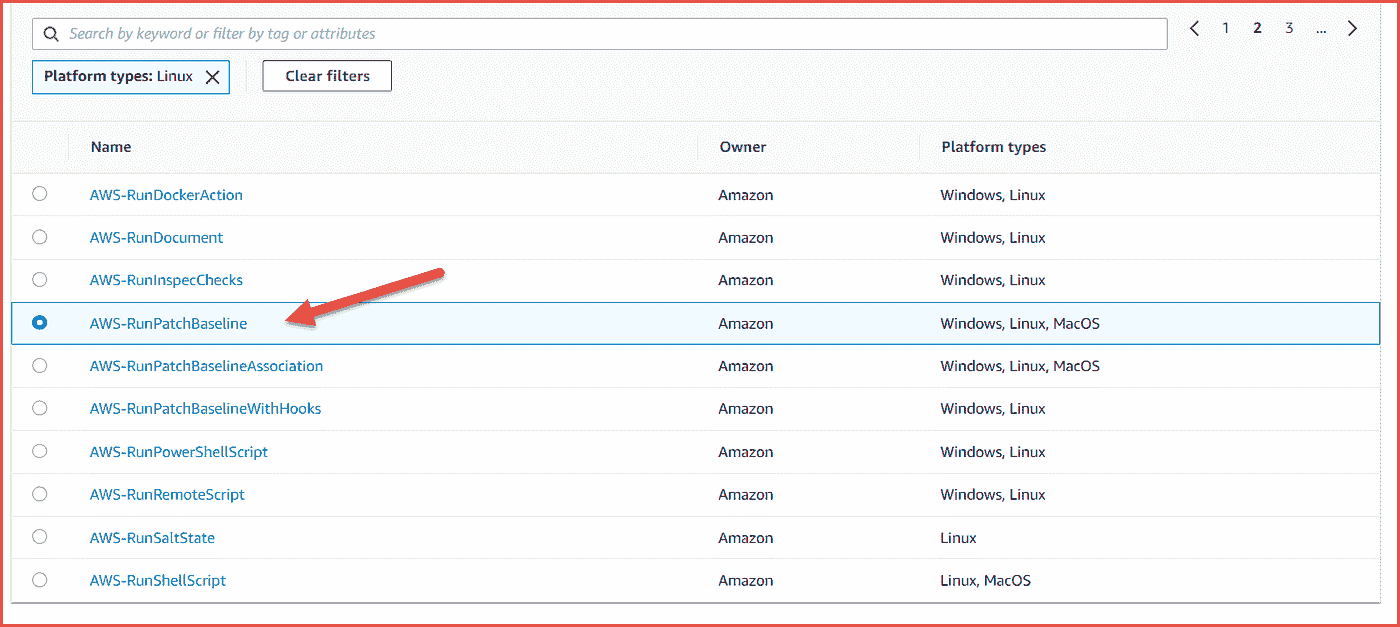 Search by keyword or filter by tag or attributes
1 2 3 ...
Platform types: Linux Clear filters
Name Owner Platform types
AWS-RunDockerAction Amazon Windows, Linux
AWS-RunDocument Amazon Windows, Linux
AWS-RunInspecChecks Amazon Windows, Linux
AWS-RunPatchBaseline Amazon Windows, Linux, MacOS
AWS-RunPatchBaselineAssociation Amazon Windows, Linux, MacOS
AWS-RunPatchBaselineWithHooks Amazon Windows, Linux
AWS-RunPowerShellScript Amazon Windows, Linux
AWS-RunRemoteScript Amazon Windows, Linux
AWS-RunSaltState Amazon Linux
AWS-RunShellScript Amazon Linux, MacOS